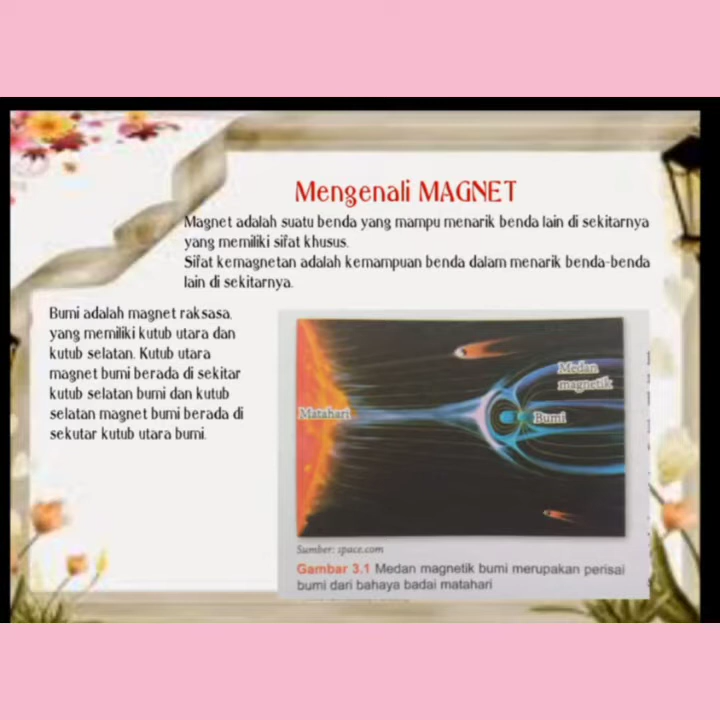 Mengenali MAGNET
Magnet adalah suatu benda yang mampu menarik benda lain di sekitarnya
yang memiliki sifat khusus.
Sifat kemagnetan adalah kemampuan benda dalam menarik benda-benda
lain di sekitarnya.
Bumi adalah magnet raksasa,
yang memiliki kutub utara dan
kutub selatan. Kutub utara
magnet bumi berada di sekitar
kutub selatan bumi dan kutub
selatan magnet bumi berada di
sekutar kutub utara bumi.
Medan
magnetik
Matahari
Bumi
Sumber: space.com
Gambar 3.1 Medan magnetik bumi merupakan perisai
bumi dari bahaya badai matahari